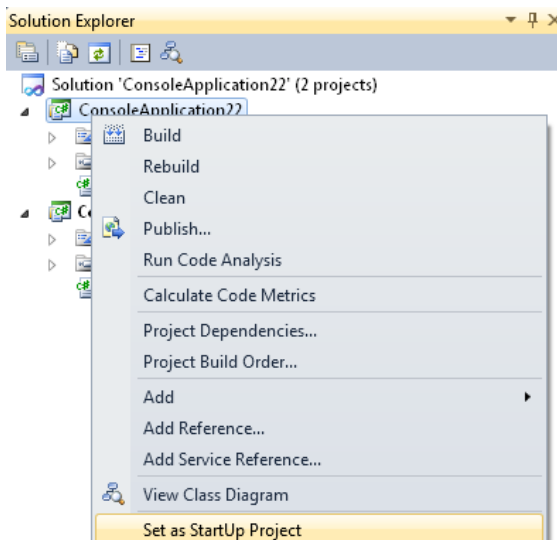 Solution Explorer
Solution 'ConsoleApplication22' (2 projects)
ConsoleApplication22
Build
Rebuild
Clean
Publish...
Run Code Analysis
Calculate Code Metrics
Project Dependencies...
Project Build Order...
Add
Add Reference...
Add Service Reference...
View Class Diagram
Set as StartUp Project